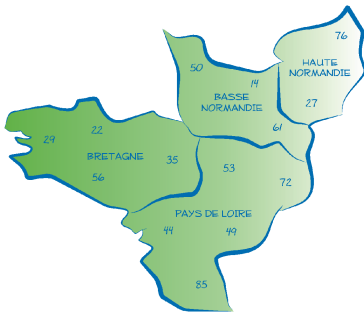 76
HAUTE
NORMANDIE
27
50
14
BASSE
NORMANDIE
61
22
29
BRETAGNE
35
56
53
72
PAYS DE LOIRE
44
49
85